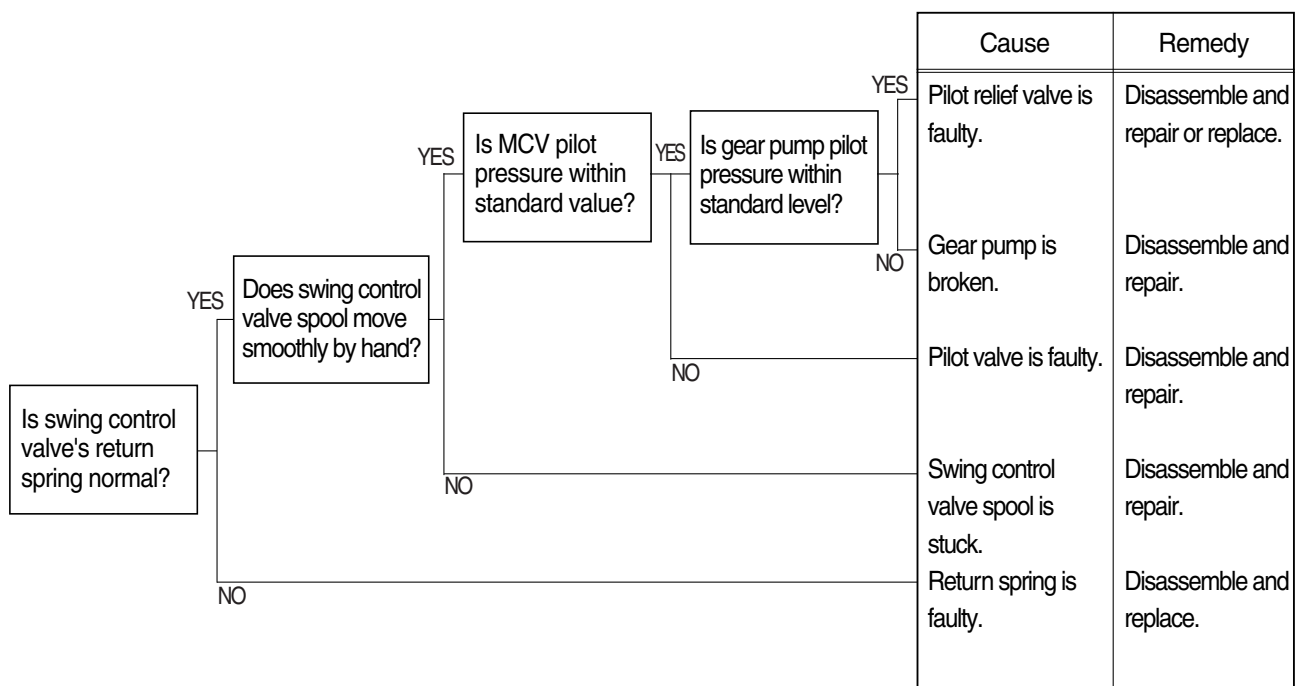 Cause
Remedy
YES
Pilot relief valve is
faulty.
Disassemble and
repair or replace.
YES
Is MCV pilot
pressure within
standard value?
YES
Is gear pump pilot
pressure within
standard level?
NO
Gear pump is
broken.
Disassemble and
repair.
YES
Does swing control
valve spool move
smoothly by hand?
NO
Pilot valve is faulty.
Disassemble and
repair.
Is swing control
valve's return
spring normal?
NO
Swing control
valve spool is
stuck.
Disassemble and
repair.
NO
Return spring is
faulty.
Disassemble and
replace.